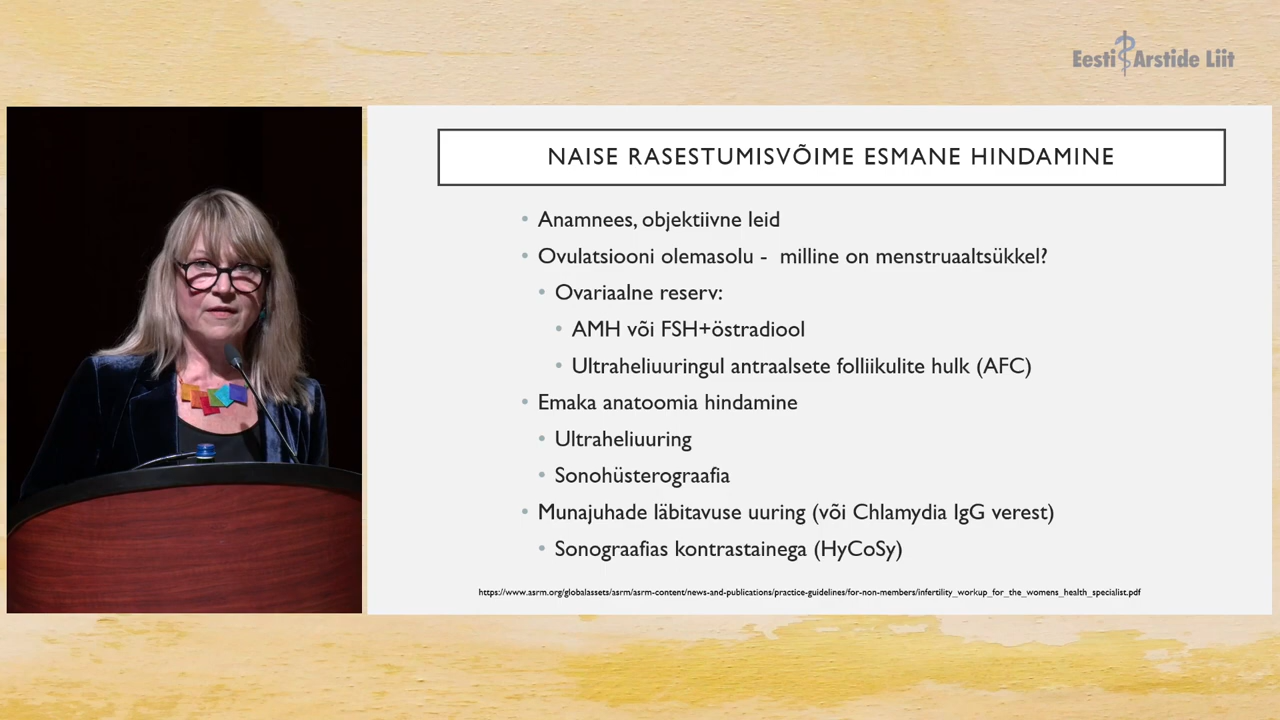 Eesti Arstide Liit
NAISE RASESTUMISVÕIME ESMANE HINDAMINE
• Anamnees, objektiivne leid
• Ovulatsiooni olemasolu - milline on menstruaaltsükkel?
• Ovariaalne reserv:
• AMH või FSH+östradiool
• Ultraheliuuringul antraalsete folliikulite hulk (AFC)
• Emaka anatoomia hindamine
• Ultraheliuuring
• Sonohüsterograafia
• Munajuhade läbitavuse uuring (või Chlamydia IgG verest)
• Sonograafias kontrastainega (HyCoSy)
https://www.asrm.org/globalassets/asrm/asrm-content/news-and-publications/practice-guidelines/for-non-members/infertility_workup_for_the_womens_health_specialist.pdf